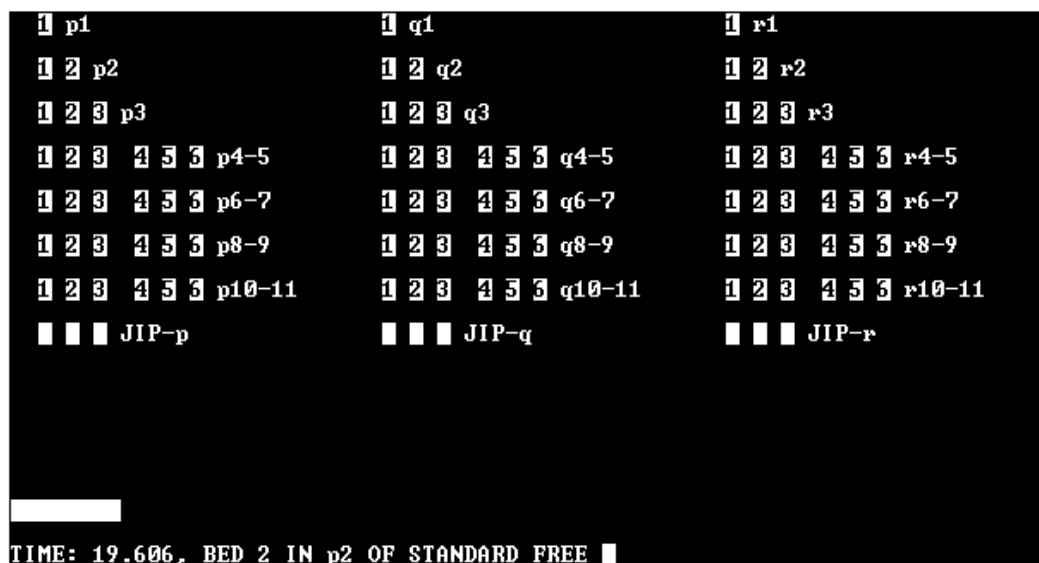 1 p1 1 q1 1 r1
1 2 p2 1 2 q2 1 2 r2
1 2 3 p3 1 2 3 q3 1 2 3 r3
1 2 3 4 5 6 p4-5 1 2 3 4 5 6 q4-5 1 2 3 4 5 6 r4-5
1 2 3 4 5 6 p6-7 1 2 3 4 5 6 q6-7 1 2 3 4 5 6 r6-7
1 2 3 4 5 6 p8-9 1 2 3 4 5 6 q8-9 1 2 3 4 5 6 r8-9
1 2 3 4 5 6 p10-11 1 2 3 4 5 6 q10-11 1 2 3 4 5 6 r10-11
JIP-p JIP-q JIP-r
TIME: 19.606, BED 2 IN p2 OF STANDARD FREE